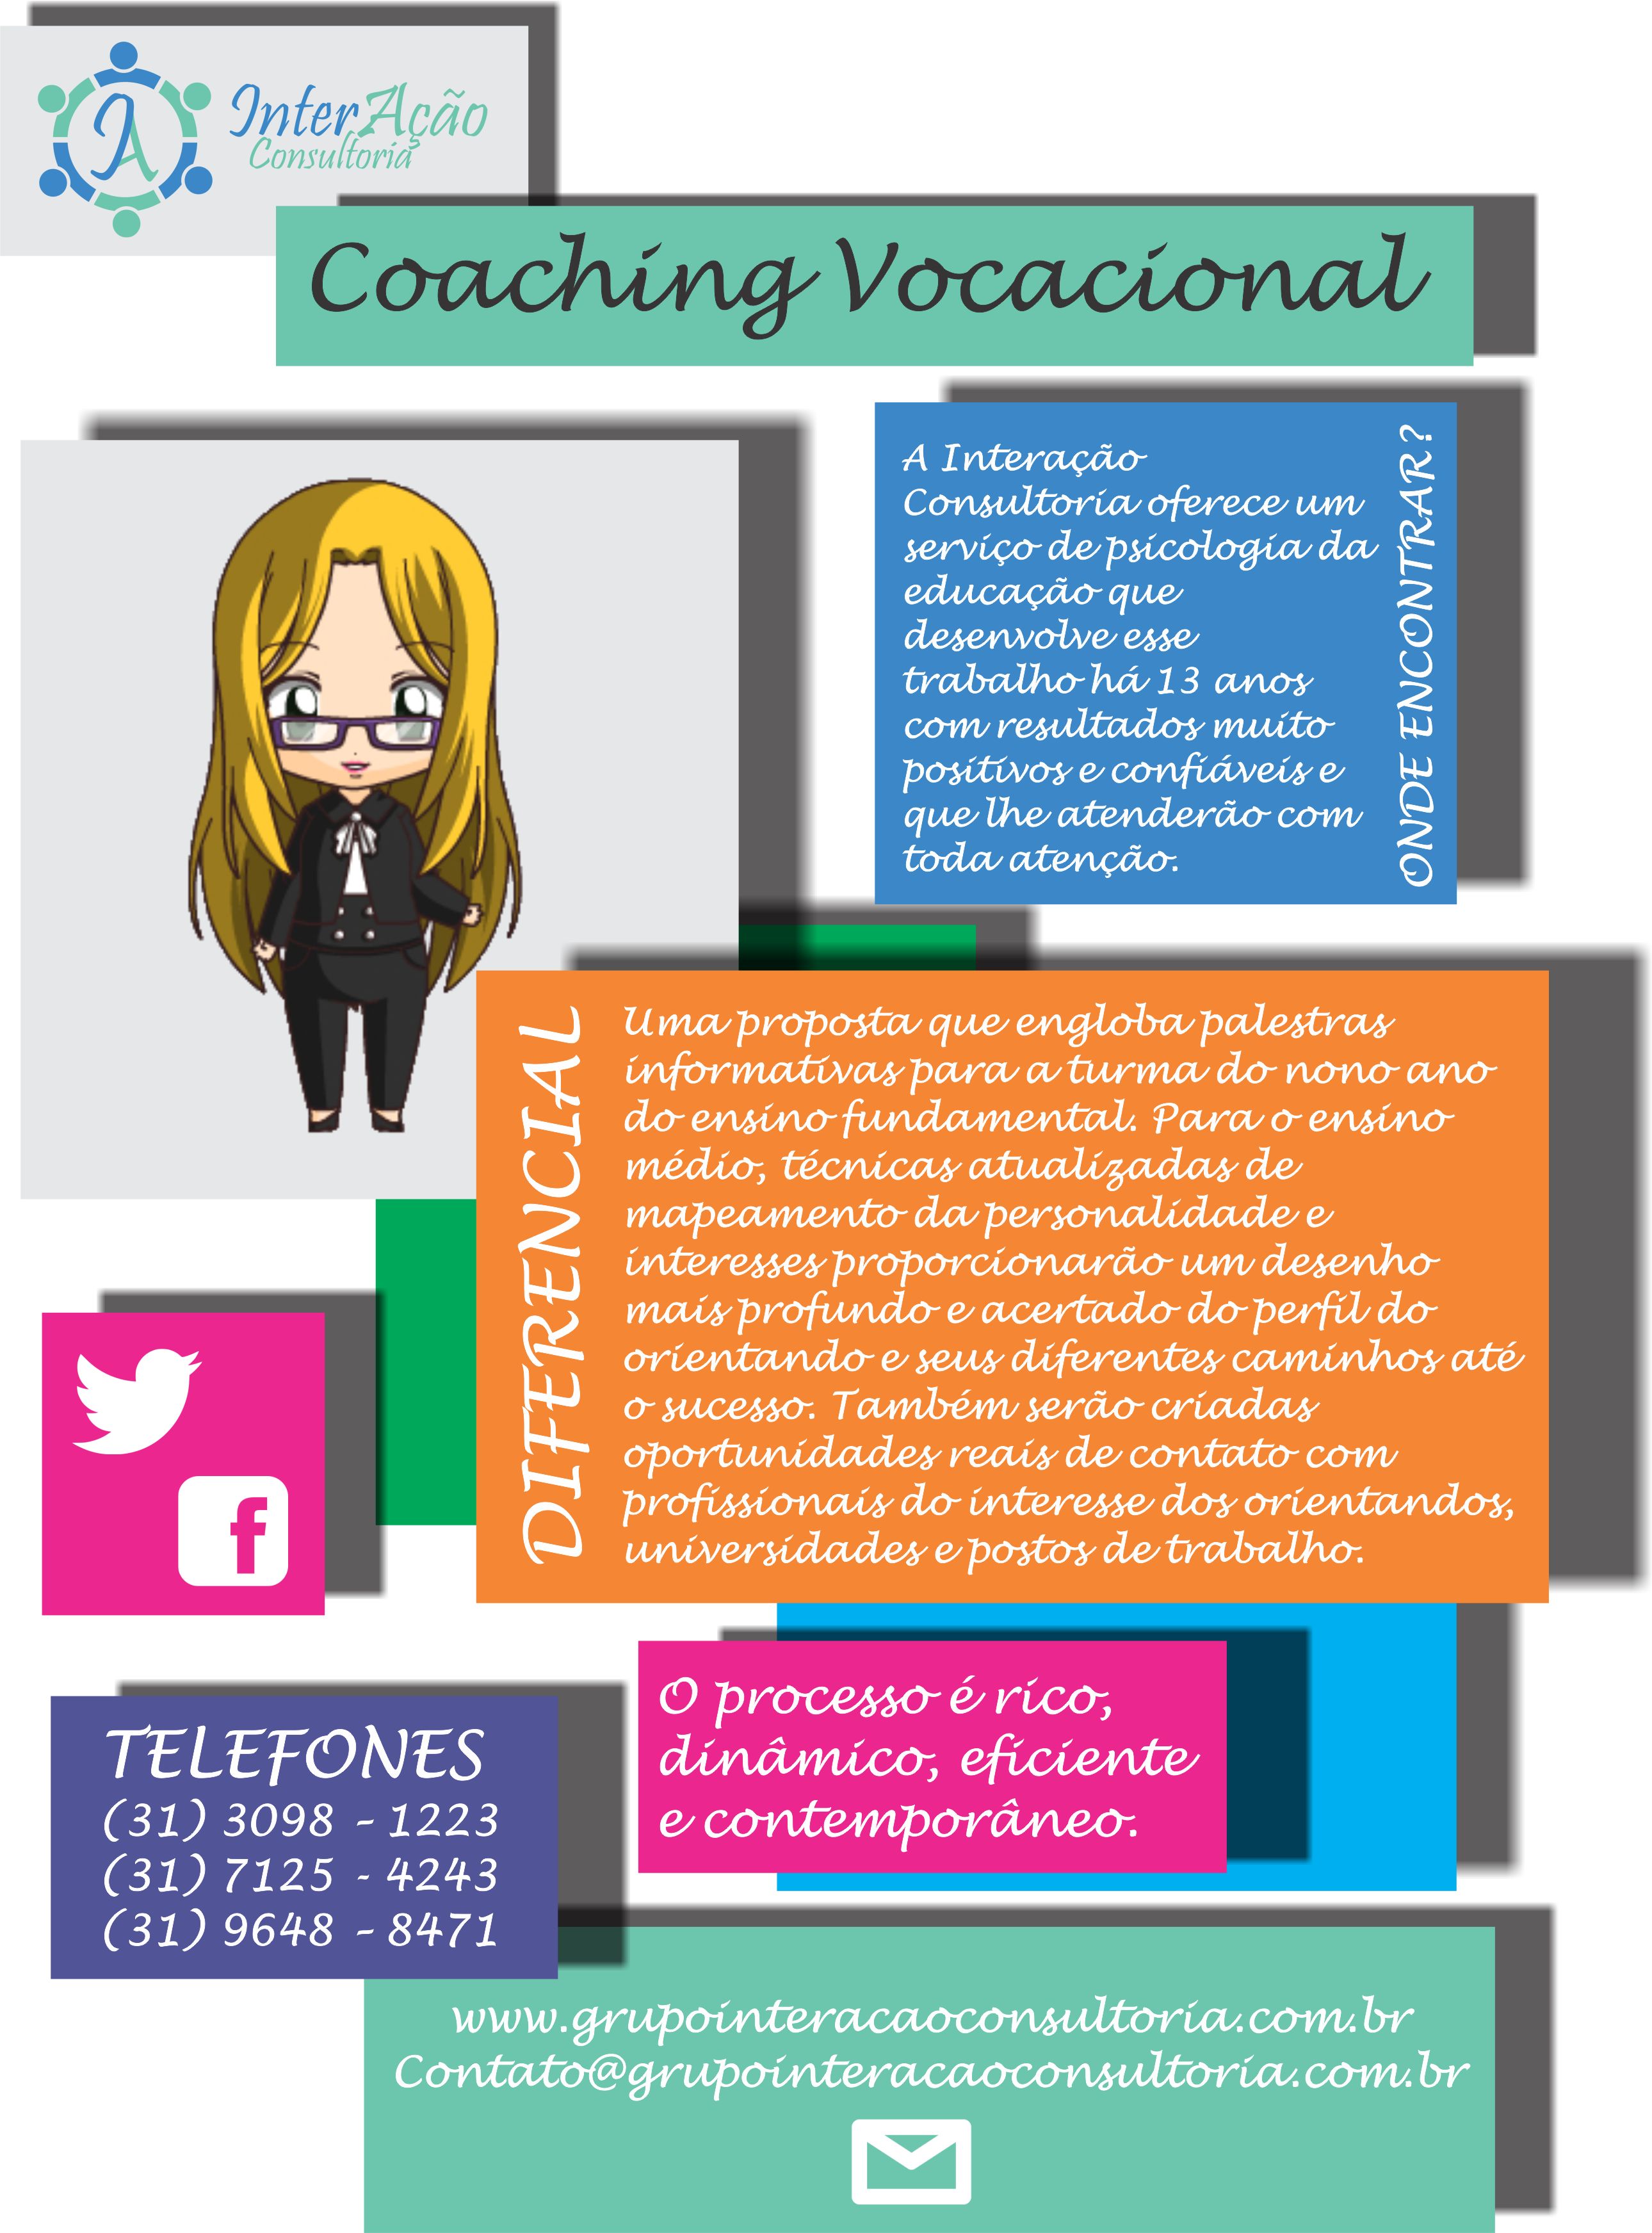 InterAção
Consultoria
Coaching Vocacional
A Interação
Consultoria oferece um
serviço de psicologia da
educação que
desenvolve esse
trabalho há 13 anos
com resultados muito
positivos e confiáveis e
que lhe atenderão com
toda atenção.
ONDE ENCONTRAR?
DIFERENCIAL
Uma proposta que engloba palestras
informativas para a turma do nono ano
do ensino fundamental. Para o ensino
médio, técnicas atualizadas de
mapeamento da personalidade e
interesses proporcionarão um desenho
mais profundo e acertado do perfil do
orientando e seus diferentes caminhos até
o sucesso. Também serão criadas
oportunidades reais de contato com
profissionais do interesse dos orientandos,
universidades e postos de trabalho.
O processo é rico,
dinâmico, eficiente
e contemporâneo.
TELEFONES
(31) 3098 - 1223
(31) 7125 - 4243
(31) 9648 - 8471
www.grupointeracaoconsultoria.com.br
Contato@grupointeracaoconsultoria.com.br